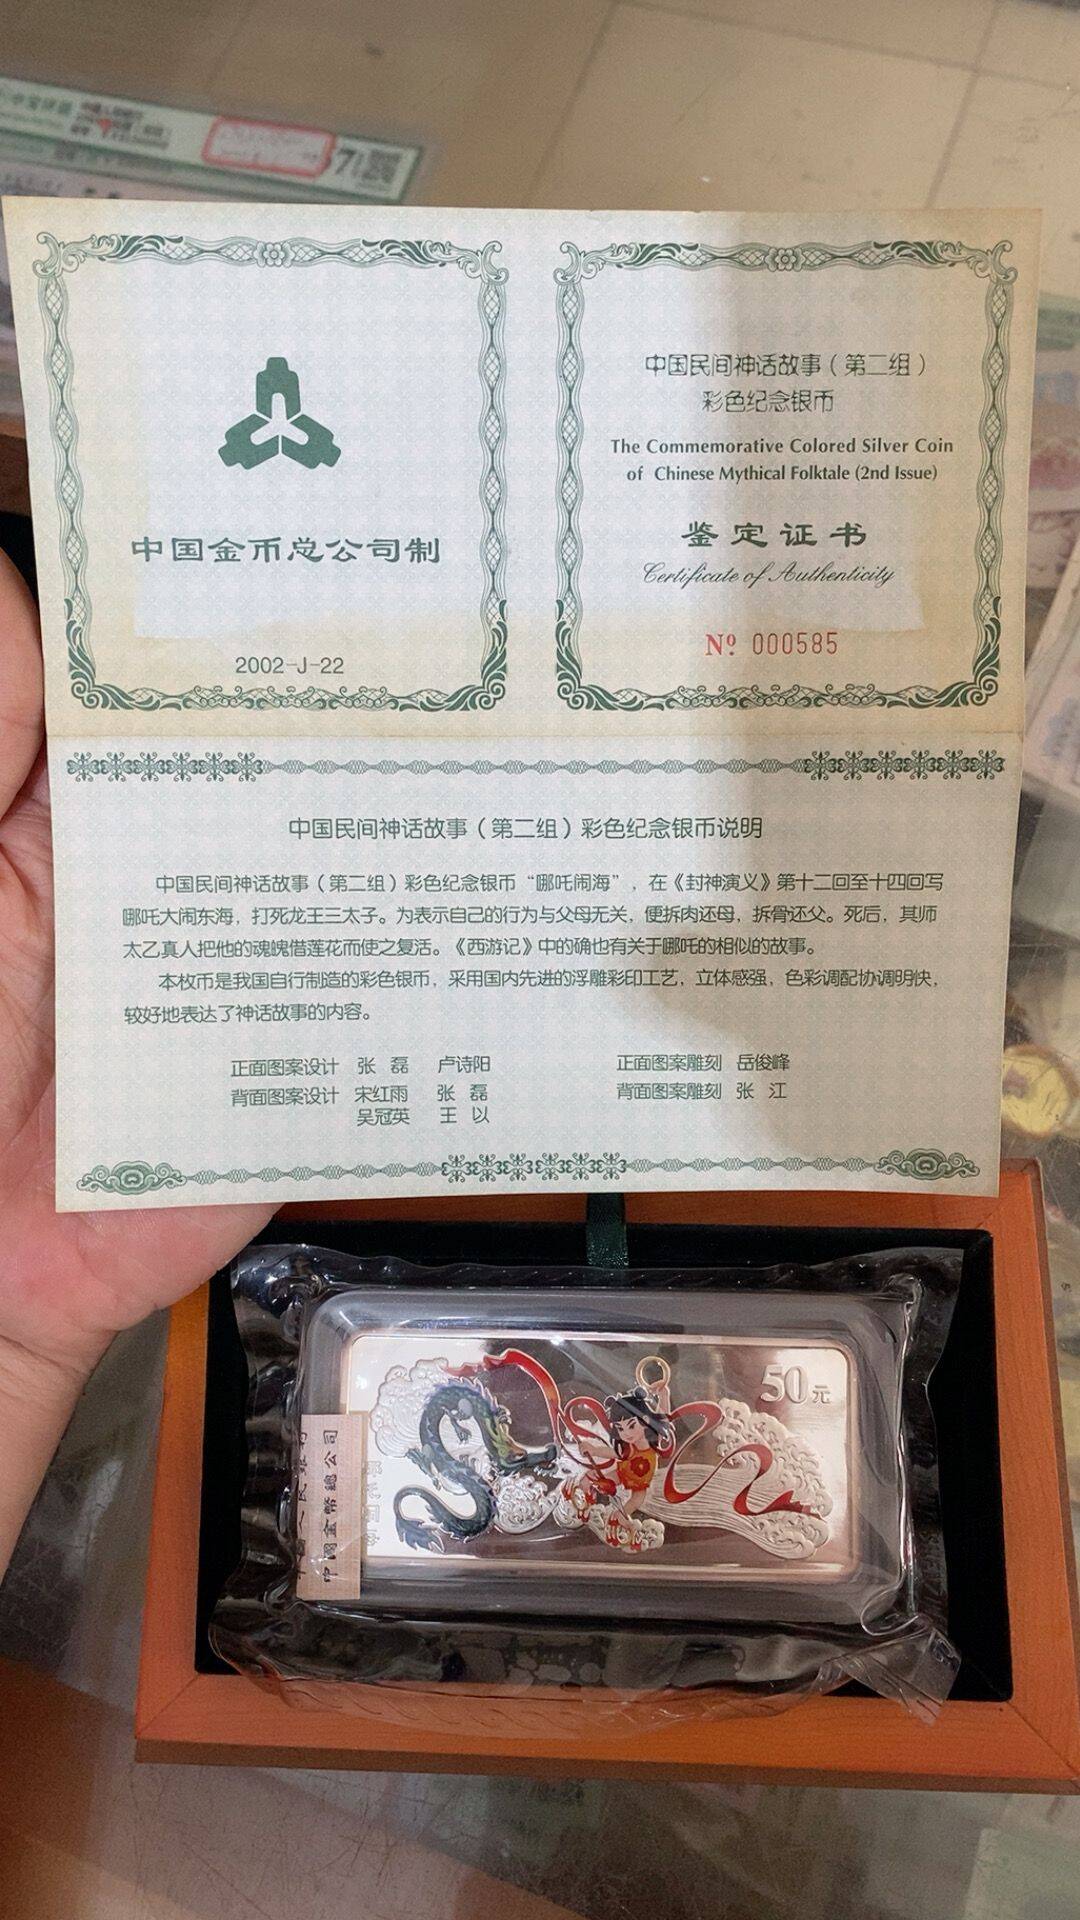 中国金币总公司制
2002-J-22
中国民间神话故事（第二组）
彩色纪念银币
The Commemorative Colored Silver Coin
of Chinese Mythical Folktale (2nd Issue)
鉴定证书
Certificate of Authenticity
Nº 000585
中国民间神话故事（第二组）彩色纪念银币说明
中国民间神话故事（第二组）彩色纪念银币“哪吒闹海”，在《封神演义》第十二回至十四回写
哪吒大闹东海，打死龙王三太子。为表示自己的行为与父母无关，便拆肉还母，拆骨还父。死后，其师
太乙真人把他的魂魄借莲花而使之复活。《西游记》中的确也有关于哪吒的相似的故事。
本枚币是我国自行制造的彩色银币，采用国内先进的浮雕彩印工艺，立体感强，色彩调配协调明快，
较好地表达了神话故事的内容。
正面图案设计 张磊 卢诗阳
正面图案雕刻 岳俊峰
背面图案设计 宋红雨 张磊
背面图案雕刻 张江
吴冠英 王以
50元
中國金幣總公司